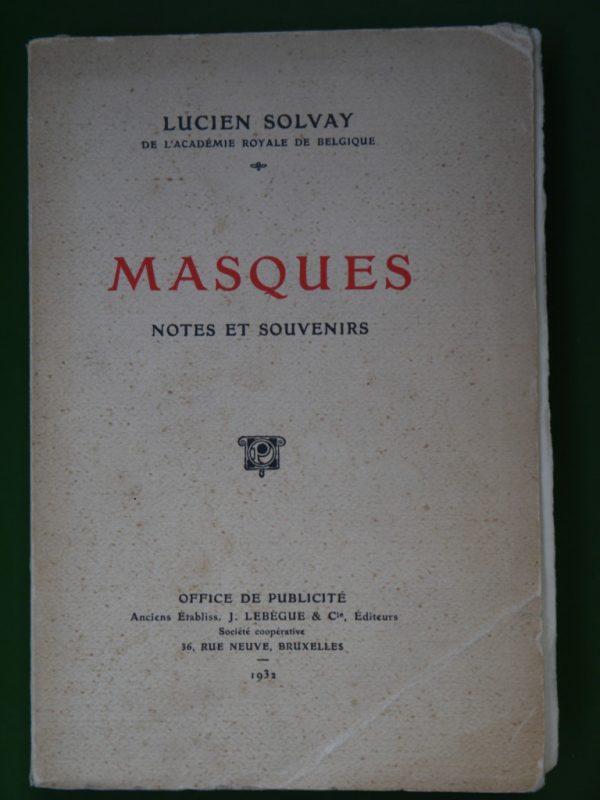 LUCIEN SOLVAY
DE L'ACADÉMIE ROYALE DE BELGIQUE
MASQUES
NOTES ET SOUVENIRS
OFFICE DE PUBLICITÉ
Anciens Établiss. J. LEBÈGUE & Cie, Éditeurs
Société coopérative
36, RUE NEUVE, BRUXELLES
1932